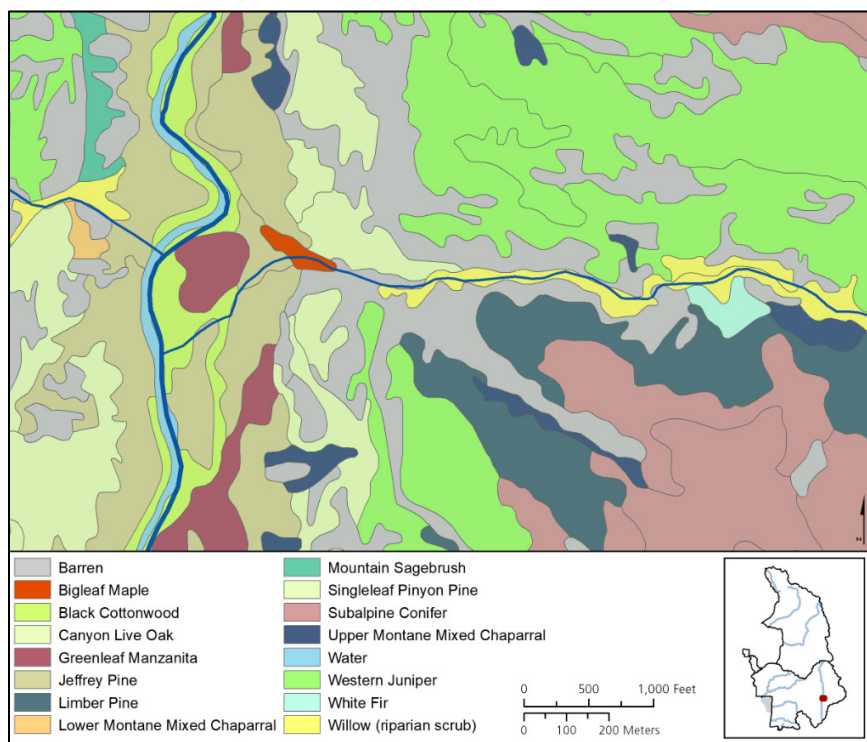 Barren
Bigleaf Maple
Black Cottonwood
Canyon Live Oak
Greenleaf Manzanita
Jeffrey Pine
Limber Pine
Lower Montane Mixed Chaparral
Mountain Sagebrush
Singleleaf Pinyon Pine
Subalpine Conifer
Upper Montane Mixed Chaparral
Water
Western Juniper
White Fir
Willow (riparian scrub)
0 500 1,000 Feet
0 100 200 Meters
N